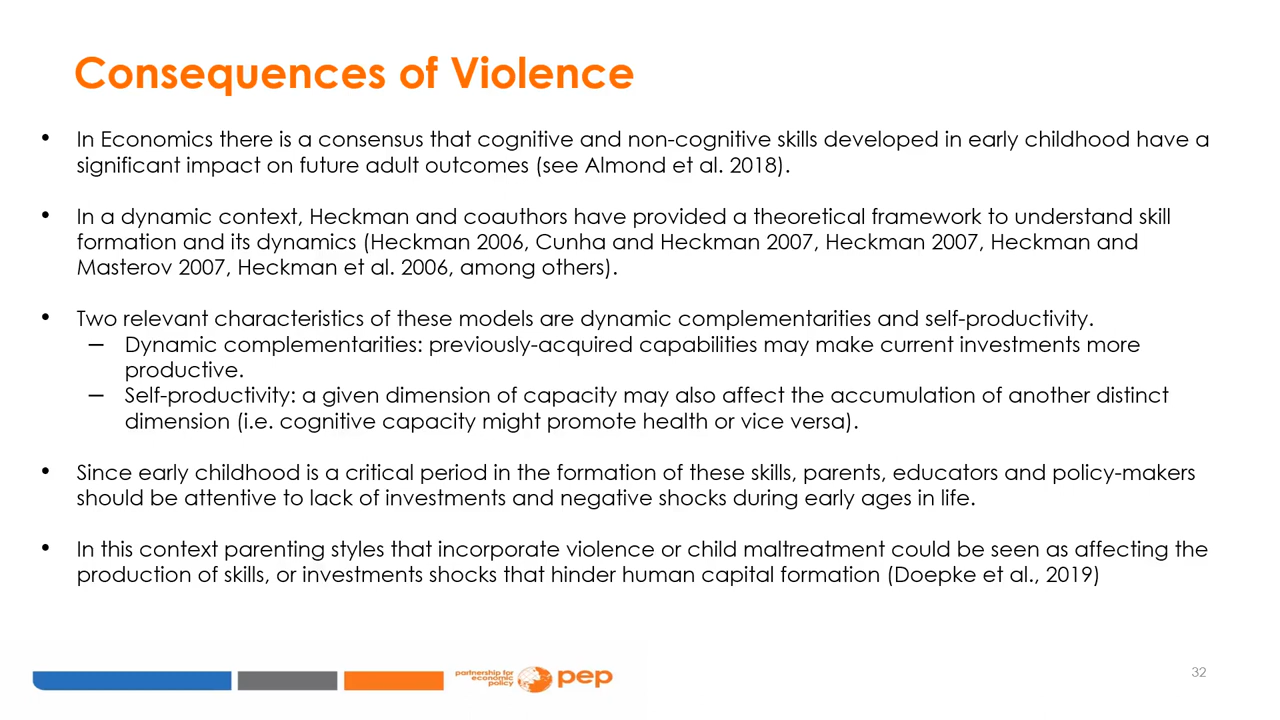 Consequences of Violence
• In Economics there is a consensus that cognitive and non-cognitive skills developed in early childhood have a
significant impact on future adult outcomes (see Almond et al. 2018).
• In a dynamic context, Heckman and coauthors have provided a theoretical framework to understand skill
formation and its dynamics (Heckman 2006, Cunha and Heckman 2007, Heckman 2007, Heckman and
Masterov 2007, Heckman et al. 2006, among others).
• Two relevant characteristics of these models are dynamic complementarities and self-productivity.
– Dynamic complementarities: previously-acquired capabilities may make current investments more
productive.
– Self-productivity: a given dimension of capacity may also affect the accumulation of another distinct
dimension (i.e. cognitive capacity might promote health or vice versa).
• Since early childhood is a critical period in the formation of these skills, parents, educators and policy-makers
should be attentive to lack of investments and negative shocks during early ages in life.
• In this context parenting styles that incorporate violence or child maltreatment could be seen as affecting the
production of skills, or investments shocks that hinder human capital formation (Doepke et al., 2019)
partnership for
economic
policy
pep
32